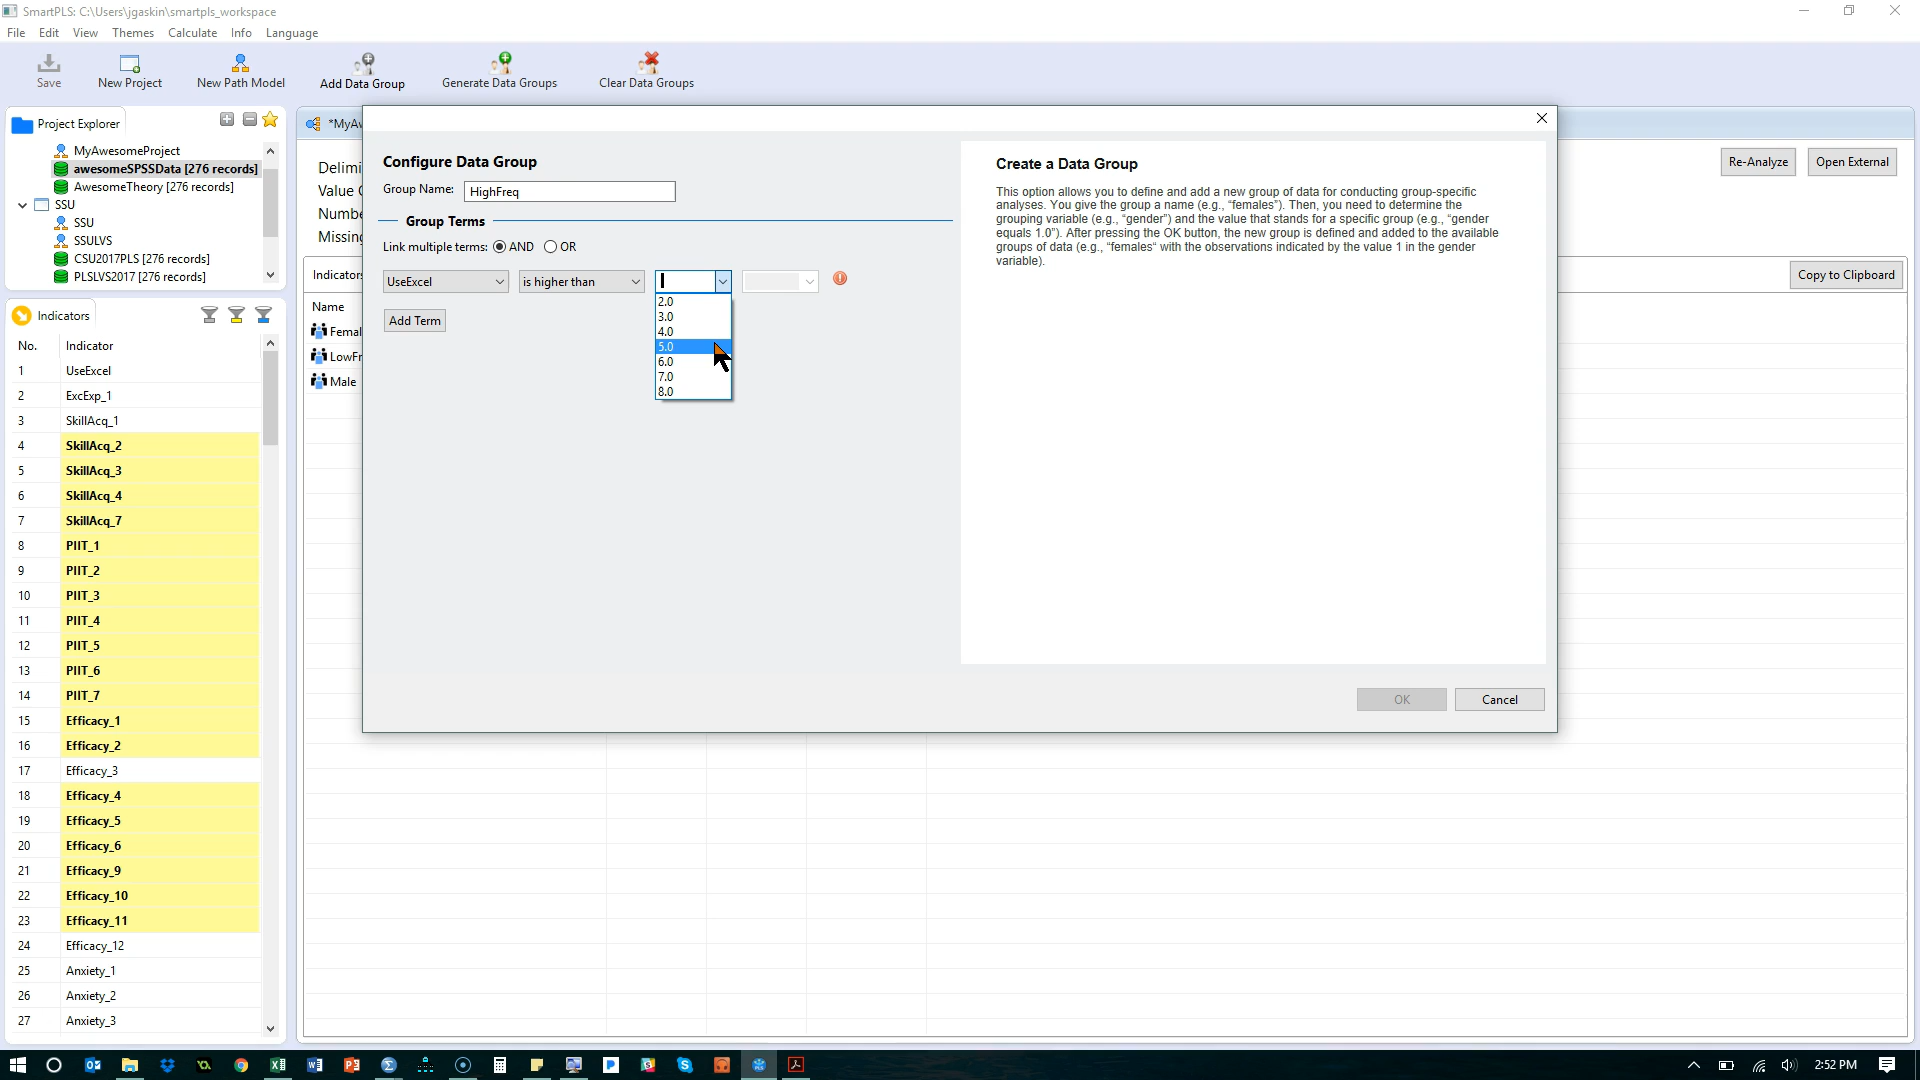 SmartPLS: C:\Users\jgaskin\smartpls_workspace
File Edit View Themes Calculate Info Language
Save New Project New Path Model Add Data Group Generate Data Groups Clear Data Groups
Project Explorer
MyAwesomeProject
awesomeSPSSData [276 records]
AwesomeTheory [276 records]
SSU
SSU
SSULVS
CSU2017PLS [276 records]
PLSLVS2017 [276 records]
Indicators
No. Indicator
1 UseExcel
2 ExcExp_1
3 SkillAcq_1
4 SkillAcq_2
5 SkillAcq_3
6 SkillAcq_4
7 SkillAcq_7
8 PIIT_1
9 PIIT_2
10 PIIT_3
11 PIIT_4
12 PIIT_5
13 PIIT_6
14 PIIT_7
15 Efficacy_1
16 Efficacy_2
17 Efficacy_3
18 Efficacy_4
19 Efficacy_5
20 Efficacy_6
21 Efficacy_9
22 Efficacy_10
23 Efficacy_11
24 Efficacy_12
25 Anxiety_1
26 Anxiety_2
27 Anxiety_3
*MyAw
Delimi
Value
Numbe
Missin
Re-Analyze Open External
Indicators
Copy to Clipboard
Name
Femal
LowFr
Male
Configure Data Group
Group Name: HighFreq
Group Terms
Link multiple terms: AND OR
UseExcel is higher than
2.0
3.0
4.0
5.0
6.0
7.0
8.0
Add Term
Create a Data Group
This option allows you to define and add a new group of data for conducting group-specific
analyses. You give the group a name (e.g., “females”). Then, you need to determine the
grouping variable (e.g., “gender”) and the value that stands for a specific group (e.g., “gender
equals 1.0”). After pressing the OK button, the new group is defined and added to the available
groups of data (e.g., “females“ with the observations indicated by the value 1 in the gender
variable).
OK Cancel
2:52 PM